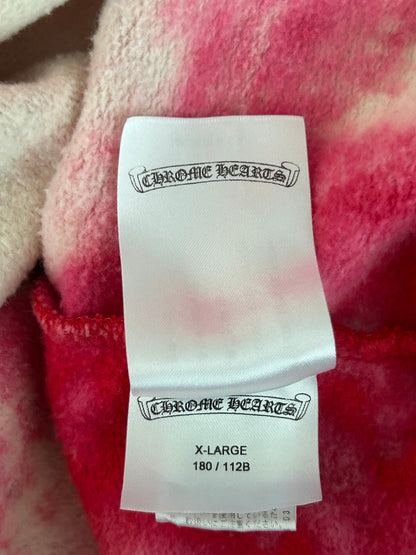 CHROME HEARTS
CHROME HEARTS
X-LARGE
180 / 112B